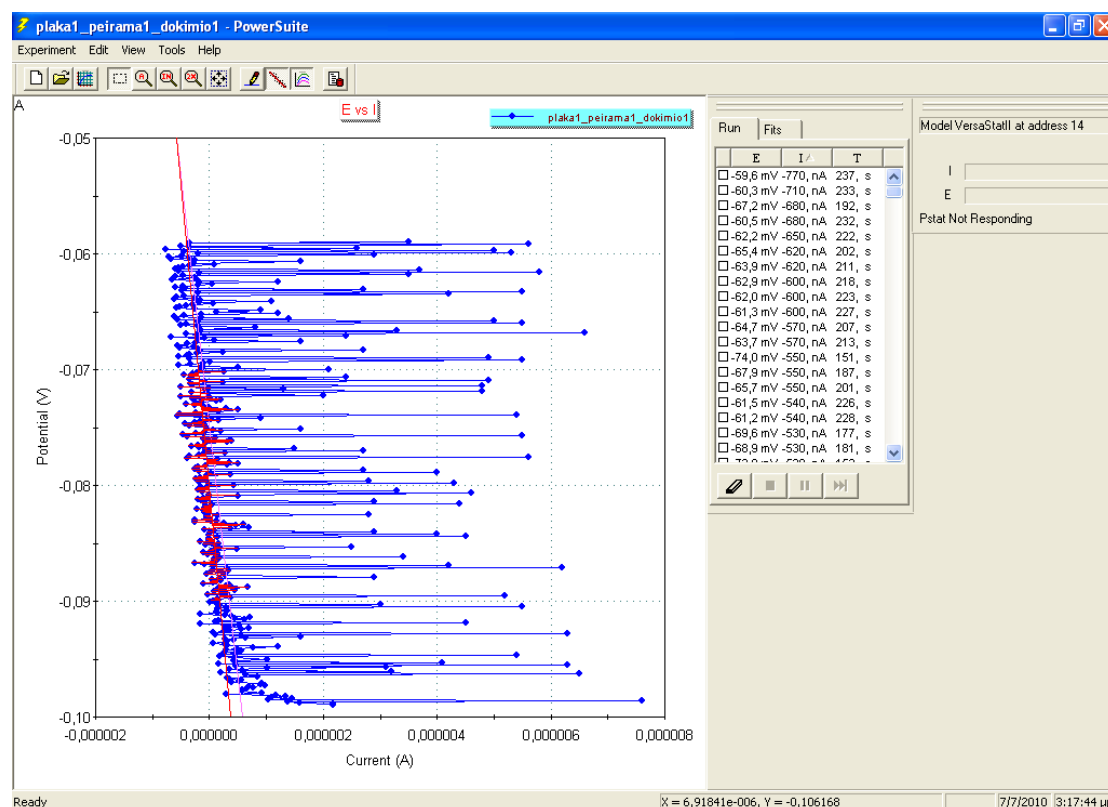 plaka1_peirama1_dokimio1 - PowerSuite
Experiment Edit View Tools Help
A
E vs I
plaka1_peirama1_dokimio1
-0,05
-0,06
-0,07
-0,08
-0,09
-0,10
Potential (V)
-0,000002
0,000000
0,000002
0,000004
0,000006
0,000008
Current (A)
Run Fits
E I T
-59,6 mV -770, nA 237, s
-60,3 mV -710, nA 233, s
-67,2 mV -680, nA 192, s
-60,5 mV -680, nA 232, s
-62,2 mV -650, nA 222, s
-65,4 mV -620, nA 202, s
-63,9 mV -620, nA 211, s
-62,9 mV -600, nA 218, s
-62,0 mV -600, nA 223, s
-61,3 mV -600, nA 227, s
-64,7 mV -570, nA 207, s
-63,7 mV -570, nA 213, s
-74,0 mV -550, nA 151, s
-67,9 mV -550, nA 187, s
-65,7 mV -550, nA 201, s
-61,5 mV -540, nA 226, s
-61,2 mV -540, nA 228, s
-69,6 mV -530, nA 177, s
-68,9 mV -530, nA 181, s
Model VersaStatII at address 14
I
E
Pstat Not Responding
Ready
X = 6,91841e-006, Y = -0,106168
7/7/2010
3:17:44 μμ